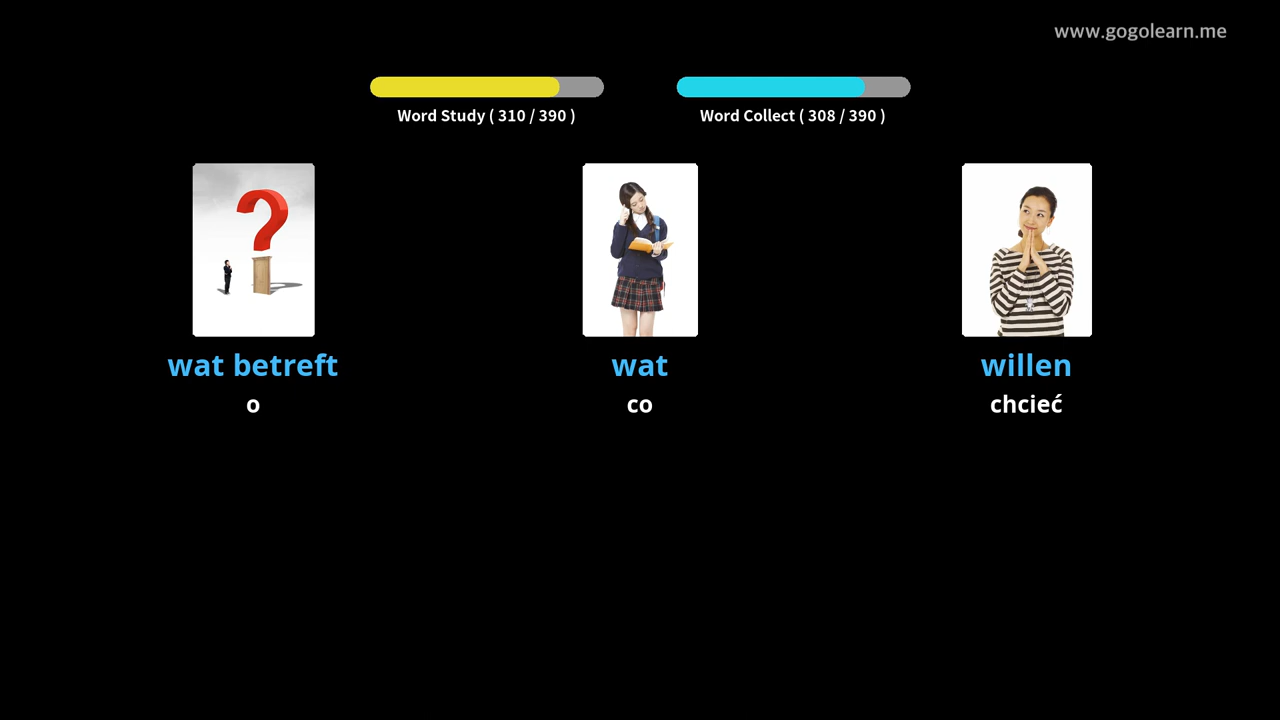 www.gogolearn.me
Word Study ( 310 / 390 )
Word Collect ( 308 / 390 )
wat betreft
o
wat
co
willen
chcieć